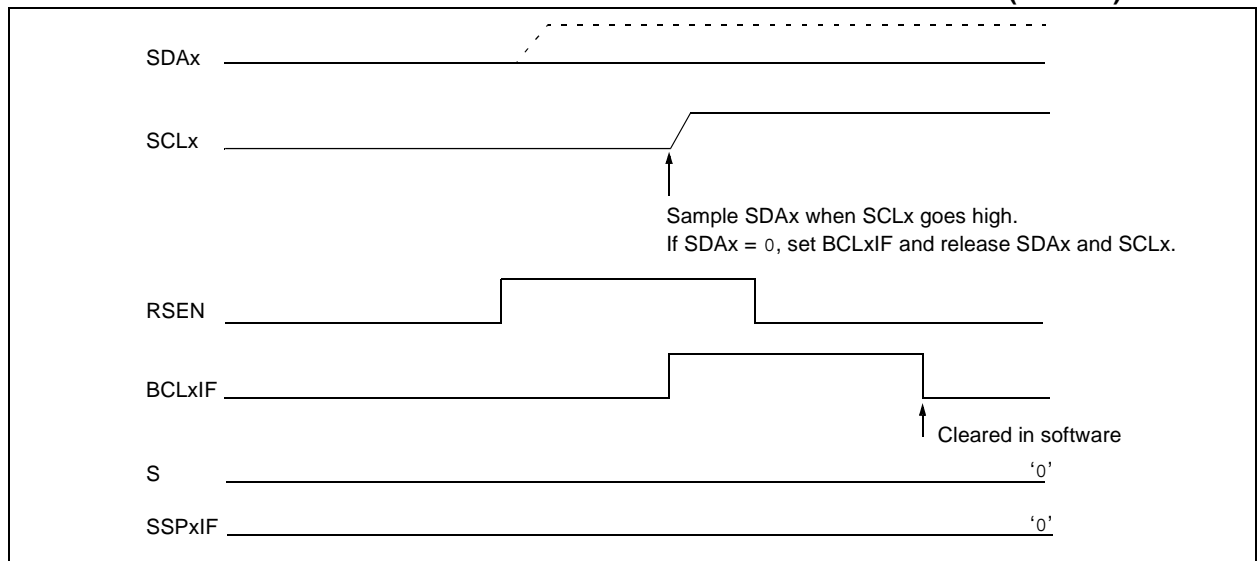 SDAx
SCLx
Sample SDAx when SCLx goes high.
If SDAx = 0, set BCLxIF and release SDAx and SCLx.
RSEN
BCLxIF
Cleared in software
S
‘0’
SSPxIF
‘0’